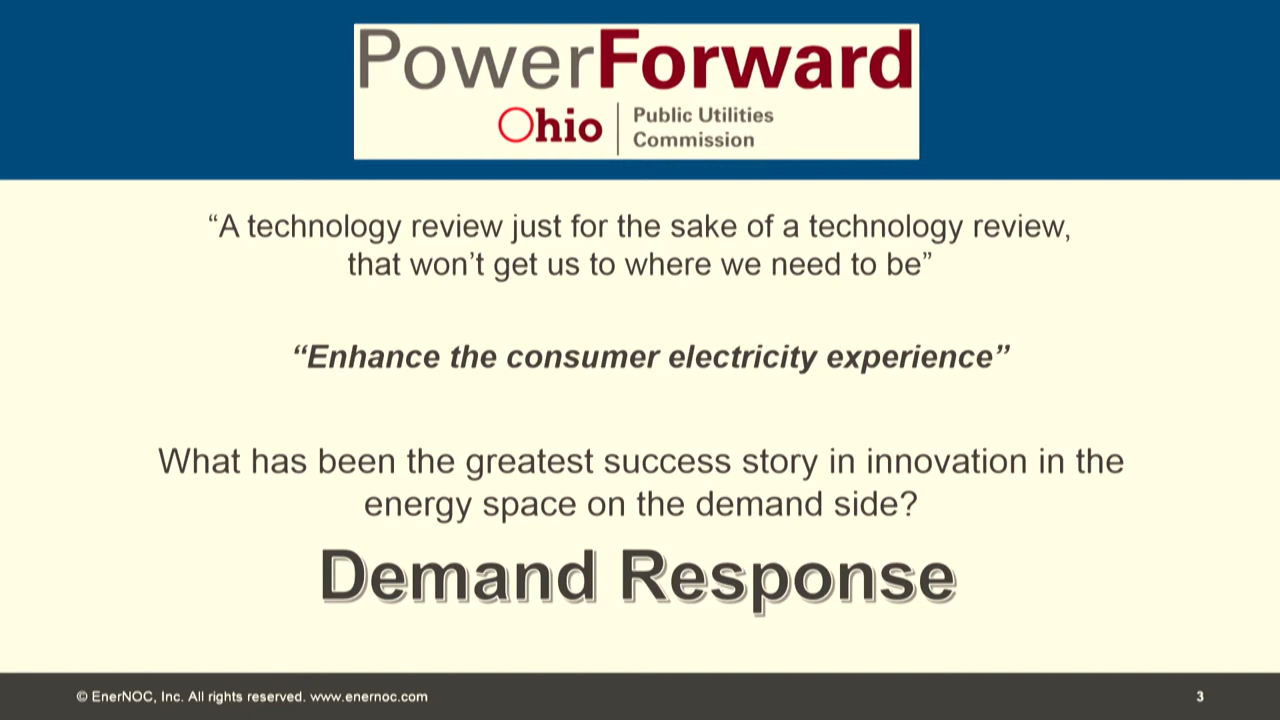 PowerForward
Ohio
Public Utilities
Commission
“A technology review just for the sake of a technology review,
that won’t get us to where we need to be”
“Enhance the consumer electricity experience”
What has been the greatest success story in innovation in the
energy space on the demand side?
Demand Response
© EnerNOC, Inc. All rights reserved. www.enernoc.com
3